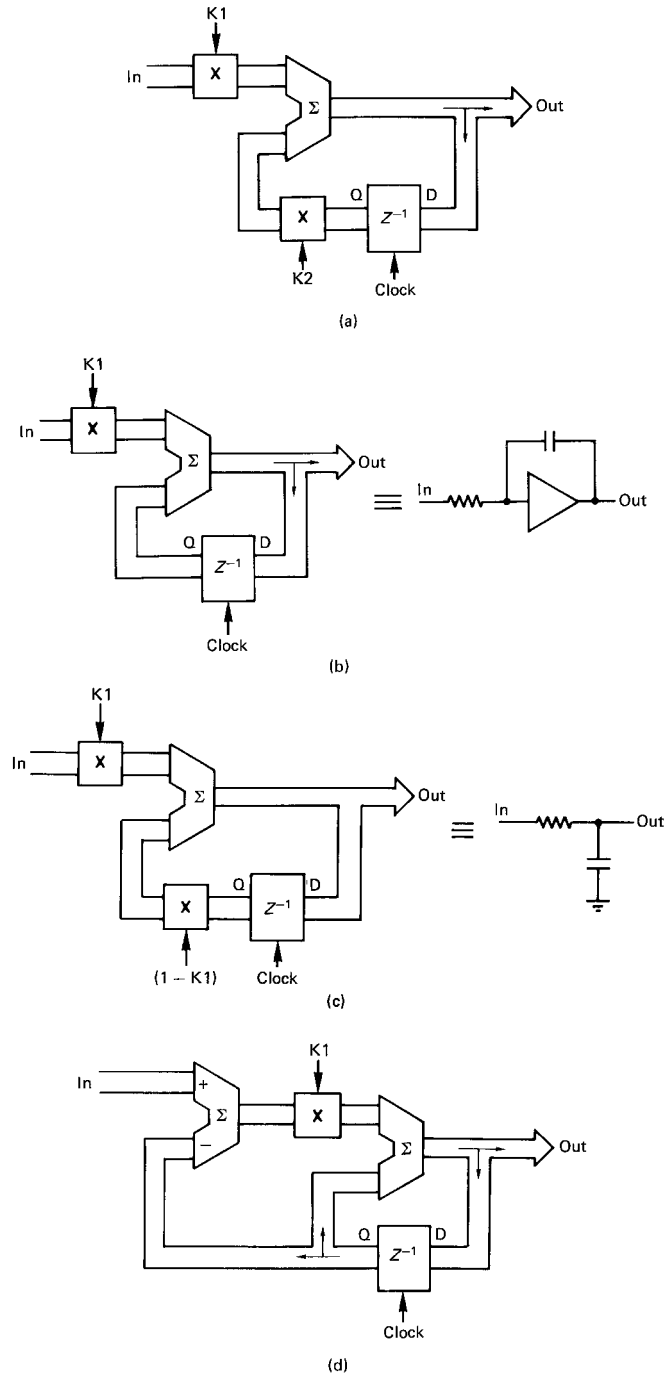 K1
In
X
Σ
Out
Q
D
X
Z⁻¹
K2
Clock
(a)
K1
In
X
Σ
Out
Q
D
Z⁻¹
Clock
In
Out
(b)
K1
In
X
Σ
Out
Q
D
X
Z⁻¹
(1 − K1)
Clock
In
Out
(c)
K1
In
+
Σ
−
X
Σ
Out
Q
D
Z⁻¹
Clock
(d)